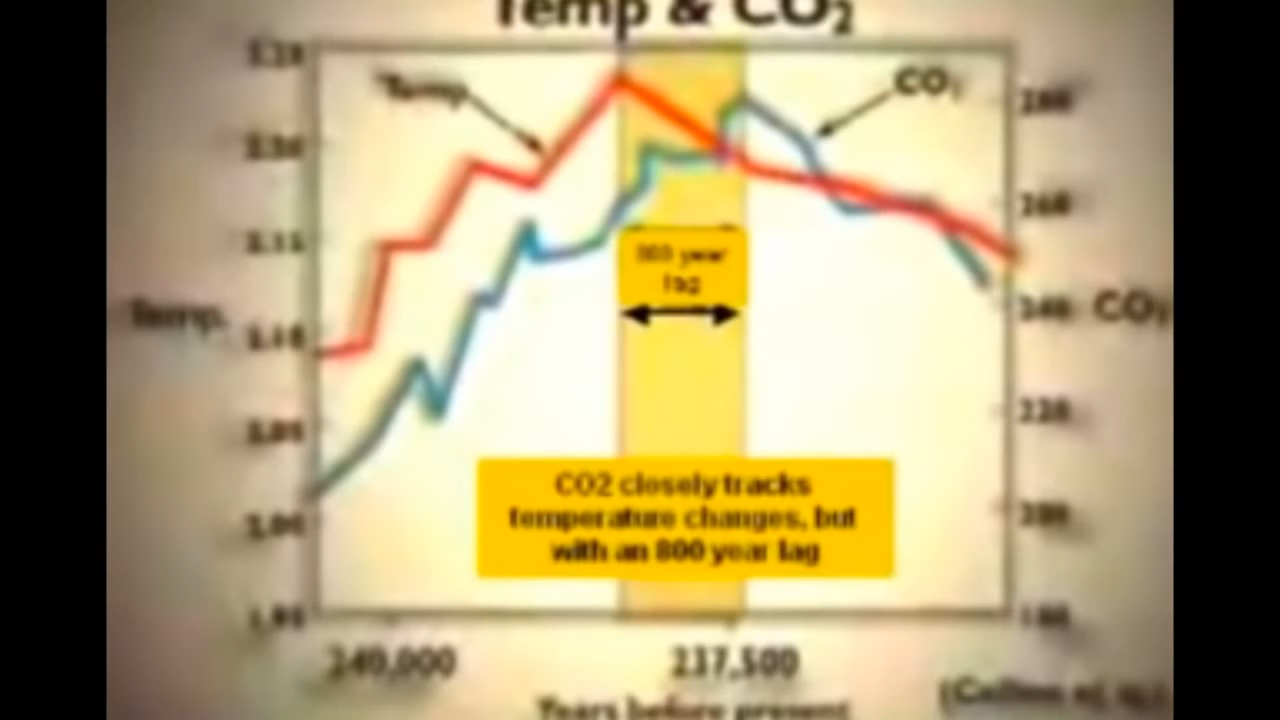 Temp & CO2
Temp
CO2
280
260
800 year
lag
Temp.
240
CO2
220
CO2 closely tracks
temperature changes, but
with an 800 year lag
200
180
240,000
237,500
Years before present